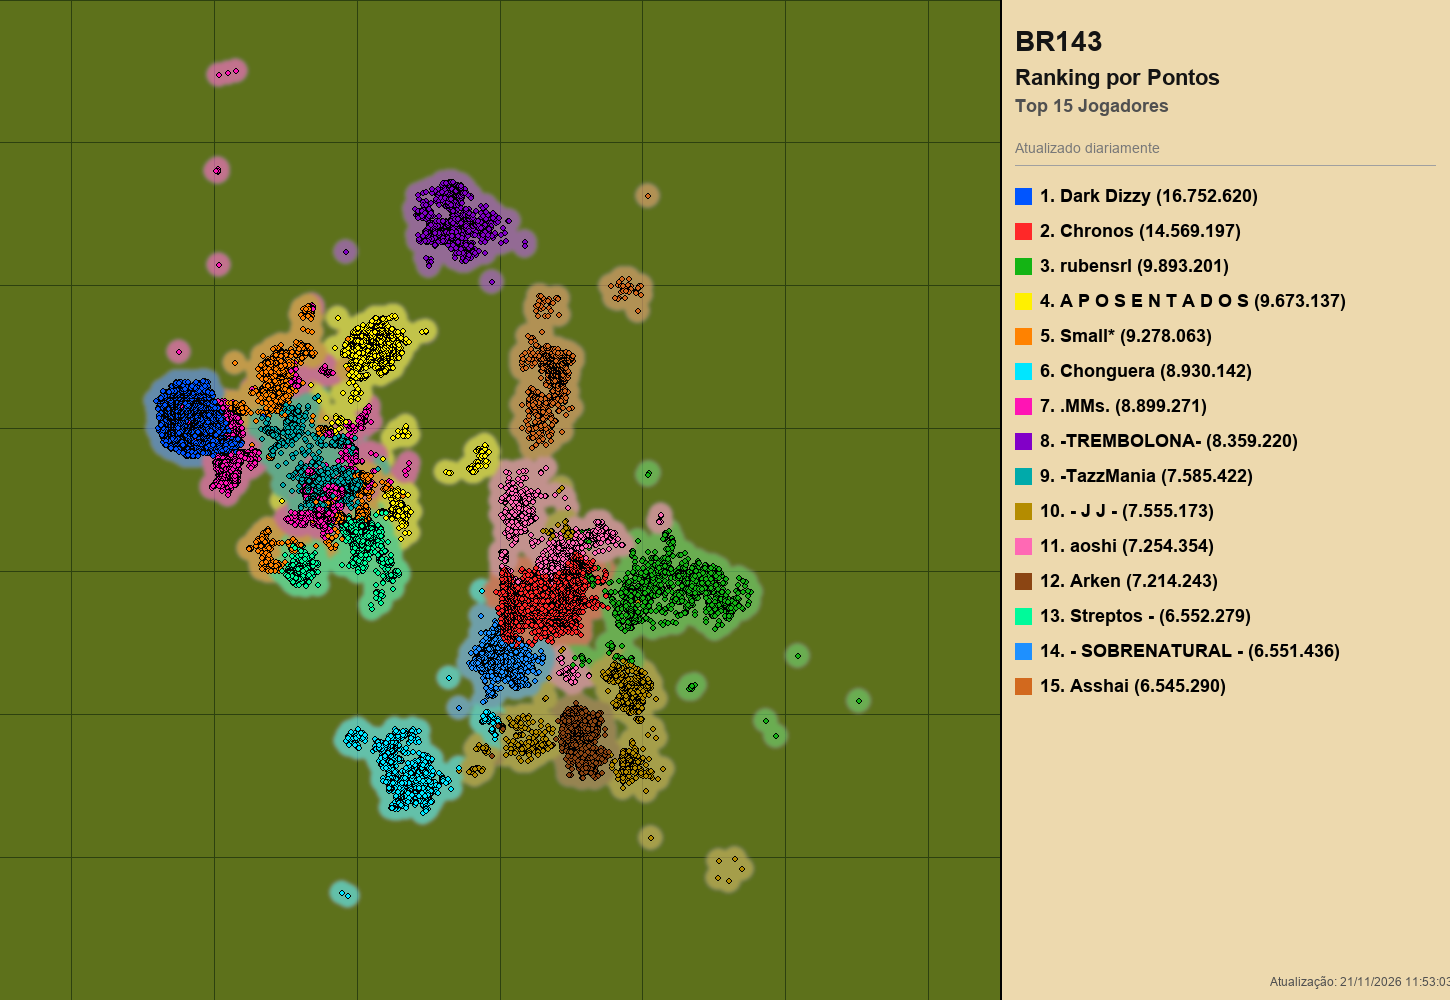 BR143
Ranking por Pontos
Top 15 Jogadores
Atualizado diariamente
1. Dark Dizzy (16.752.620)
2. Chronos (14.569.197)
3. rubensrl (9.893.201)
4. A P O S E N T A D O S (9.673.137)
5. Small* (9.278.063)
6. Chonguera (8.930.142)
7. .MMs. (8.899.271)
8. -TREMBOLONA- (8.359.220)
9. -TazzMania (7.585.422)
10. - J J - (7.555.173)
11. aoshi (7.254.354)
12. Arken (7.214.243)
13. Streptos - (6.552.279)
14. - SOBRENATURAL - (6.551.436)
15. Asshai (6.545.290)
Atualização: 21/11/2026 11:53:03